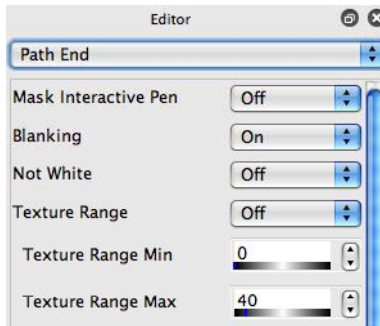 Editor
Path End
Mask Interactive Pen Off
Blanking On
Not White Off
Texture Range Off
Texture Range Min 0
Texture Range Max 40